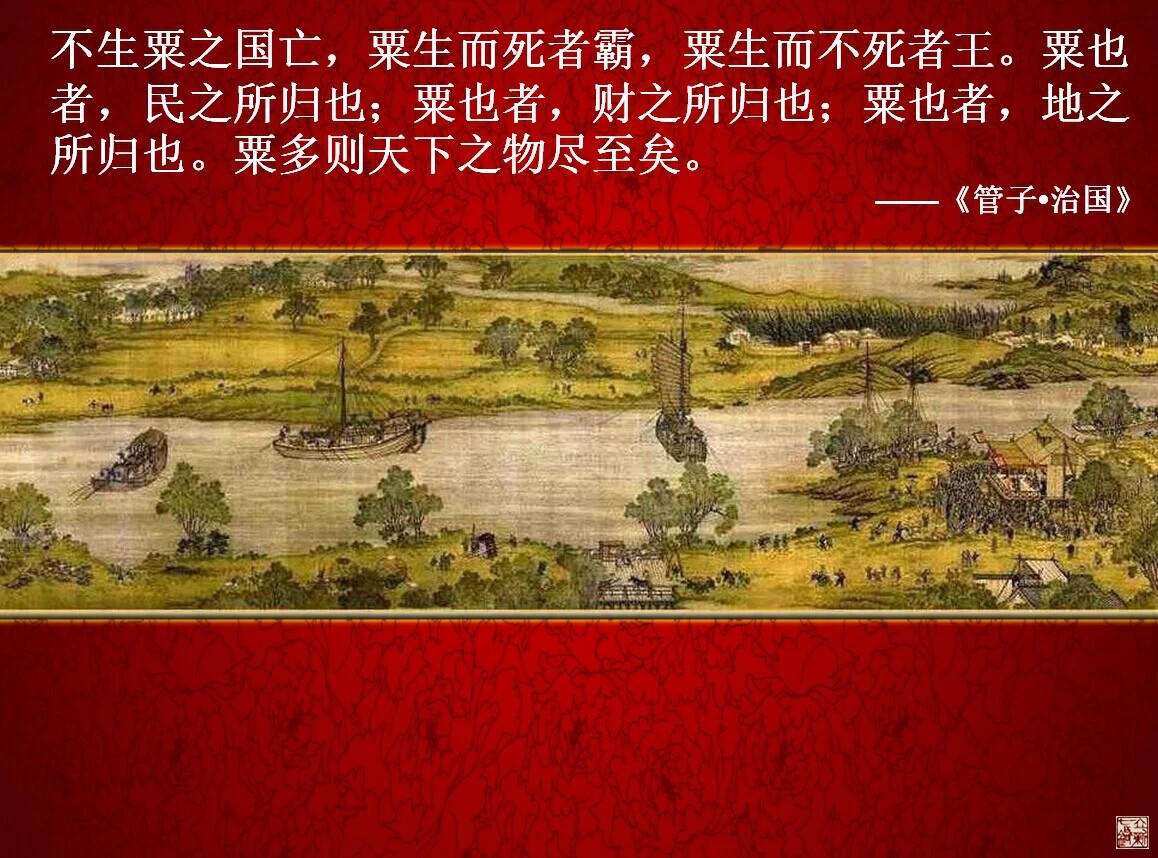 不生粟之国亡，粟生而死者霸，粟生而不死者王。粟也
者，民之所归也；粟也者，财之所归也；粟也者，地之
所归也。粟多则天下之物尽至矣。
——《管子•治国》